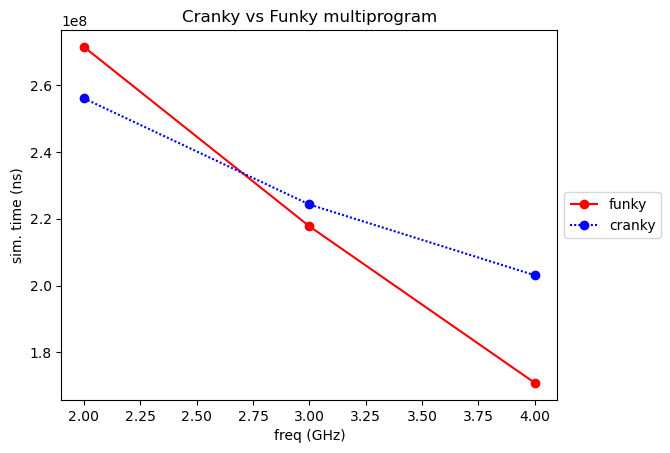 Cranky vs Funky multiprogram
1e8
2.6
2.4
2.2
2.0
1.8
sim. time (ns)
2.00 2.25 2.50 2.75 3.00 3.25 3.50 3.75 4.00
freq (GHz)
funky
cranky